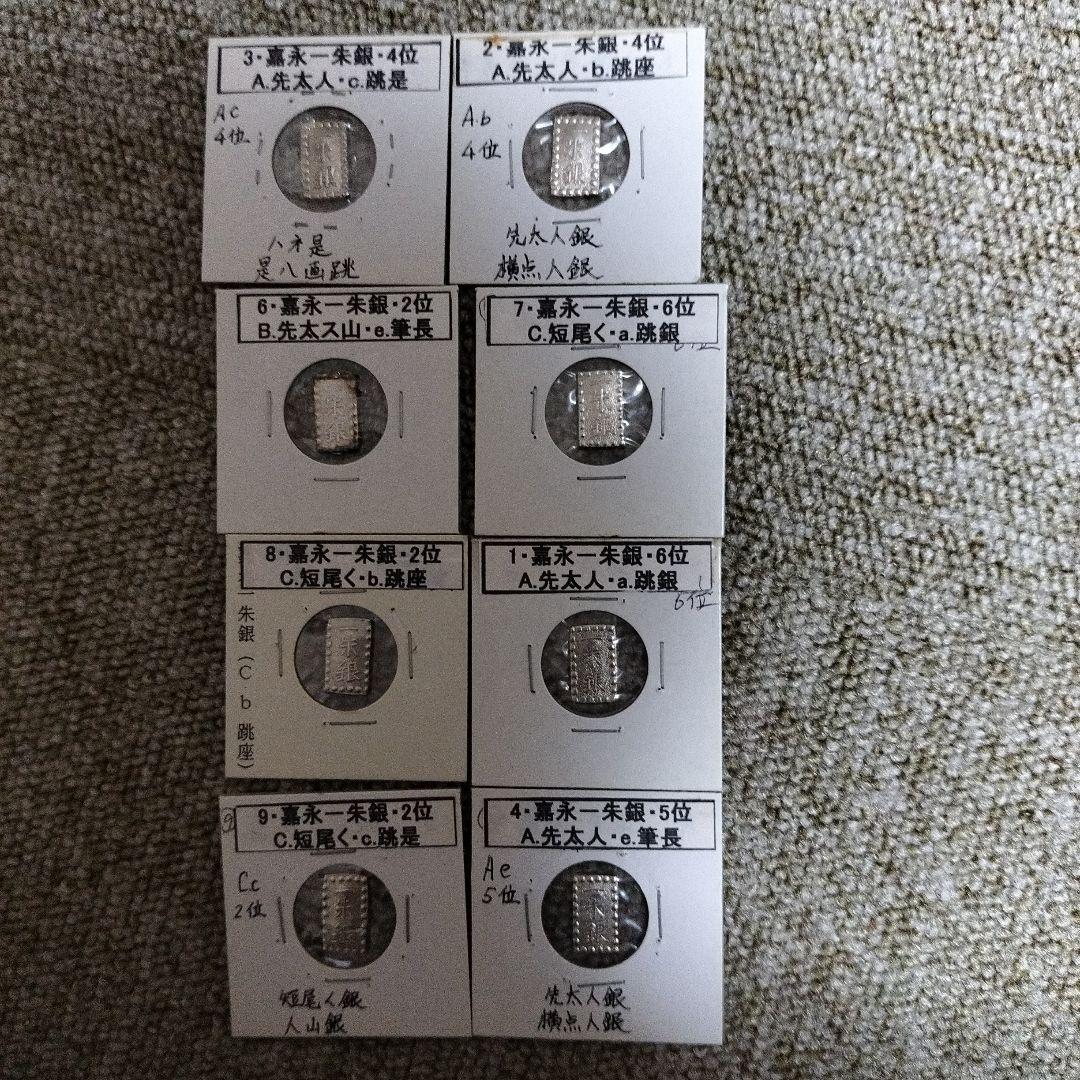 3・嘉永一朱銀・4位
A.先太人・c.跳是
Ac
4位
ハネ是
是八画跳
2・嘉永一朱銀・4位
A.先太人・b.跳座
A.b
4位
先太人銀
横点人銀
6・嘉永一朱銀・2位
B.先太ス山・e.筆長
7・嘉永一朱銀・6位
C.短尾く・a.跳銀
8・嘉永一朱銀・2位
C.短尾く・b.跳座
一朱銀(Cb跳座)
朱銀
1・嘉永一朱銀・6位
A.先太人・a.跳銀
6位
9・嘉永一朱銀・2位
C.短尾く・c.跳是
Cc
2位
短尾く銀
人山銀
4・嘉永一朱銀・5位
A.先太人・e.筆長
Ae
5位
先太人銀
横点人銀